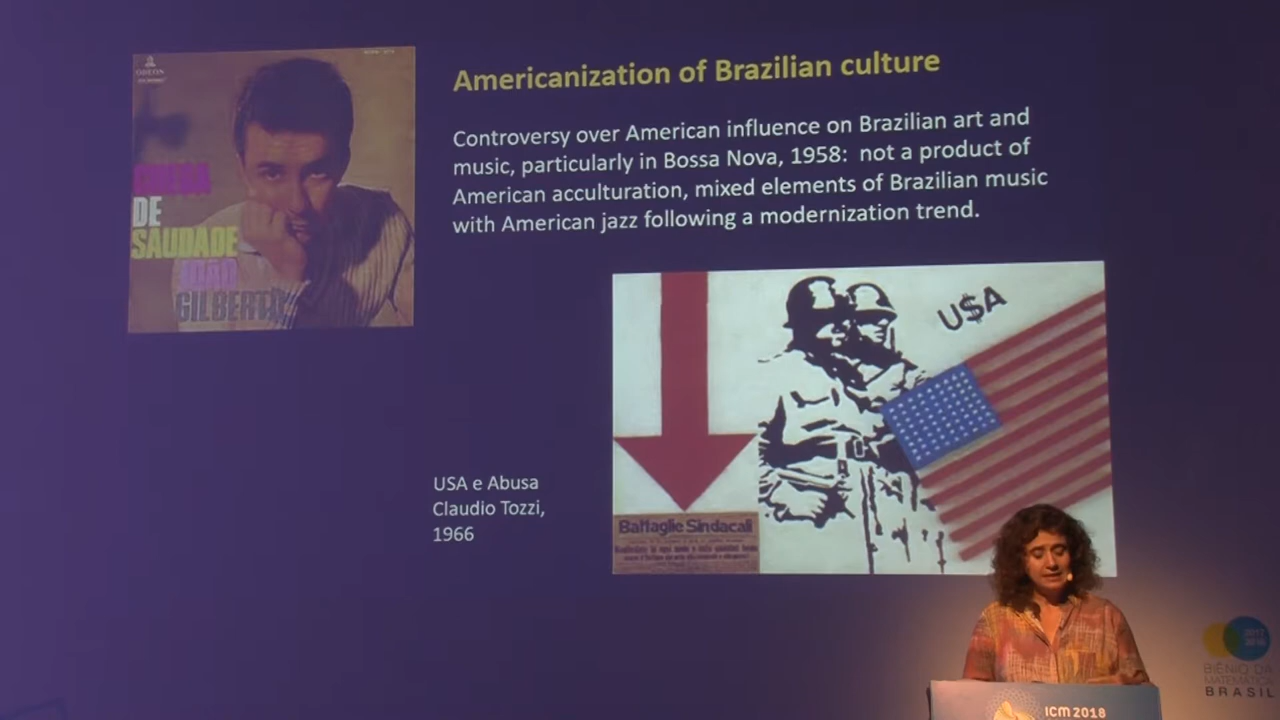 Americanization of Brazilian culture
Controversy over American influence on Brazilian art and
music, particularly in Bossa Nova, 1958: not a product of
American acculturation, mixed elements of Brazilian music
with American jazz following a modernization trend.
ODEON
CHEGA
DE
SAUDADE
JOÃO
GILBERTO
U$A
Battaglie Sindacali
USA e Abusa
Claudio Tozzi,
1966
2017
2018
BIÊNIO DA
MATEMÁTICA
BRASIL
ICM 2018